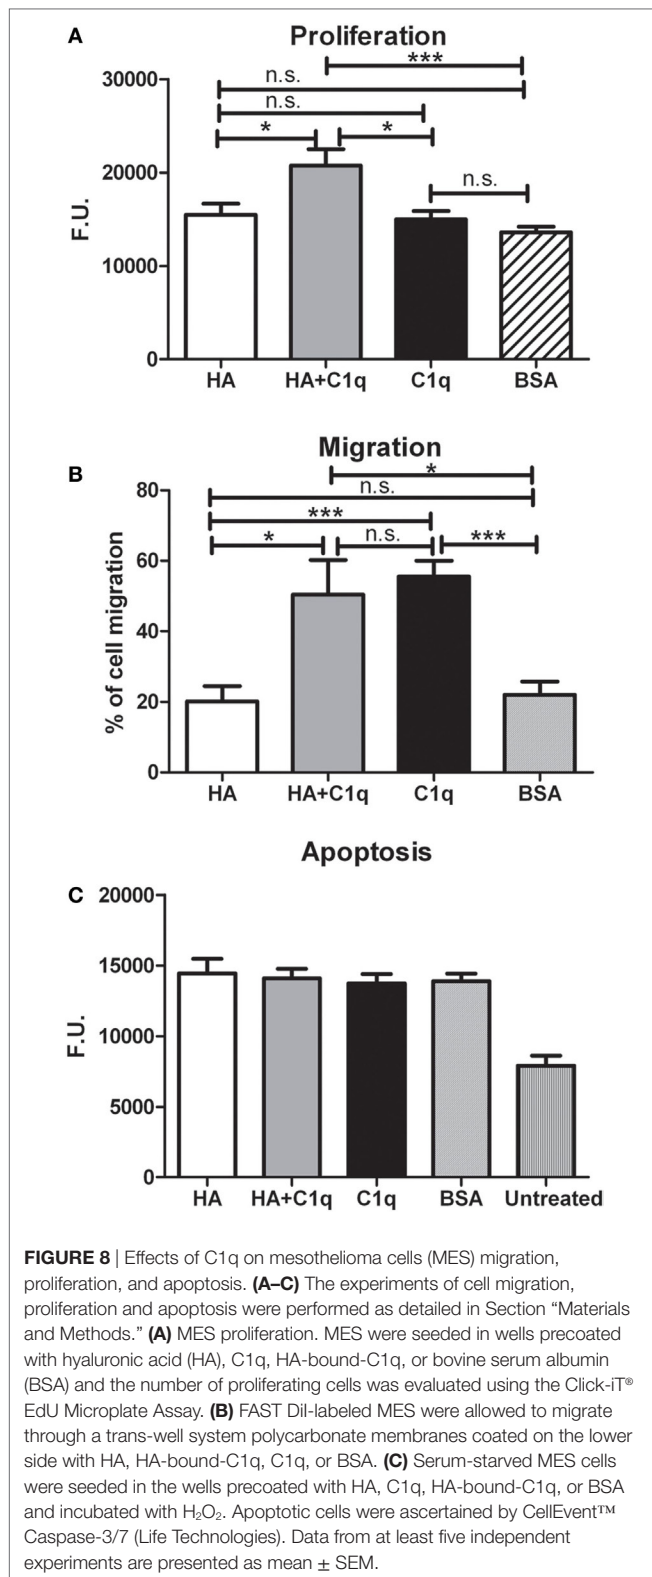 A
Proliferation
***
n.s.
n.s.
*
*
n.s.
30000
20000
10000
0
F.U.
HA
HA+C1q
C1q
BSA
B
Migration
*
n.s.
***
*
n.s.
***
80
60
40
20
0
% of cell migration
HA
HA+C1q
C1q
BSA
Apoptosis
C
20000
15000
10000
5000
0
F.U.
HA
HA+C1q
C1q
BSA
Untreated
FIGURE 8 | Effects of C1q on mesothelioma cells (MES) migration,
proliferation, and apoptosis. (A–C) The experiments of cell migration,
proliferation and apoptosis were performed as detailed in Section “Materials
and Methods.” (A) MES proliferation. MES were seeded in wells precoated
with hyaluronic acid (HA), C1q, HA-bound-C1q, or bovine serum albumin
(BSA) and the number of proliferating cells was evaluated using the Click-iT®
EdU Microplate Assay. (B) FAST DiI-labeled MES were allowed to migrate
through a trans-well system polycarbonate membranes coated on the lower
side with HA, HA-bound-C1q, C1q, or BSA. (C) Serum-starved MES cells
were seeded in the wells precoated with HA, C1q, HA-bound-C1q, or BSA
and incubated with H₂O₂. Apoptotic cells were ascertained by CellEvent™
Caspase-3/7 (Life Technologies). Data from at least five independent
experiments are presented as mean ± SEM.